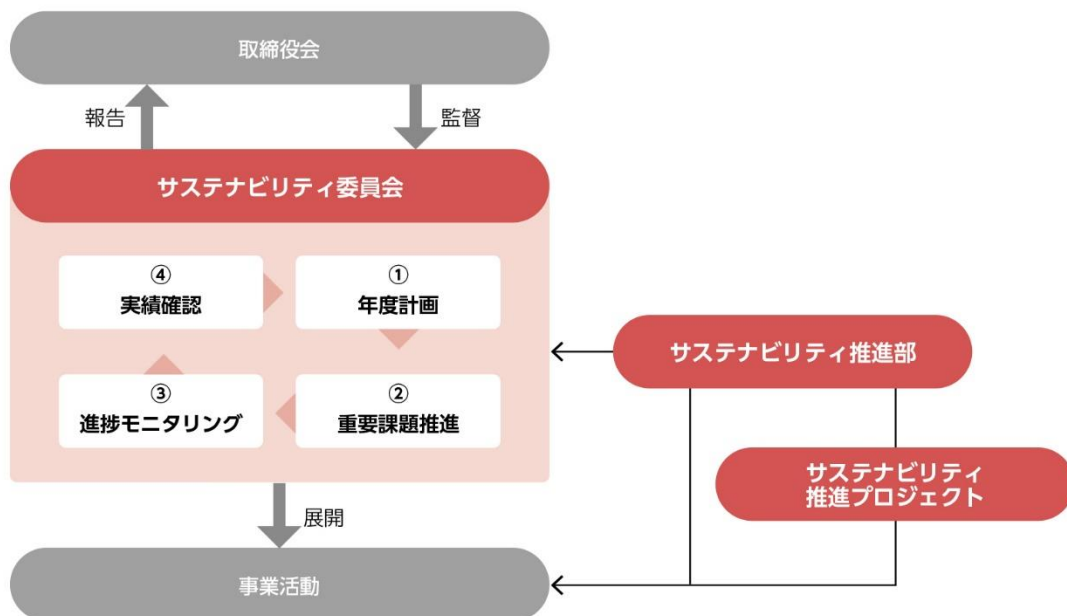 取締役会
報告
監督
サステナビリティ委員会
④
実績確認
①
年度計画
③
進捗モニタリング
②
重要課題推進
サステナビリティ推進部
サステナビリティ
推進プロジェクト
展開
事業活動